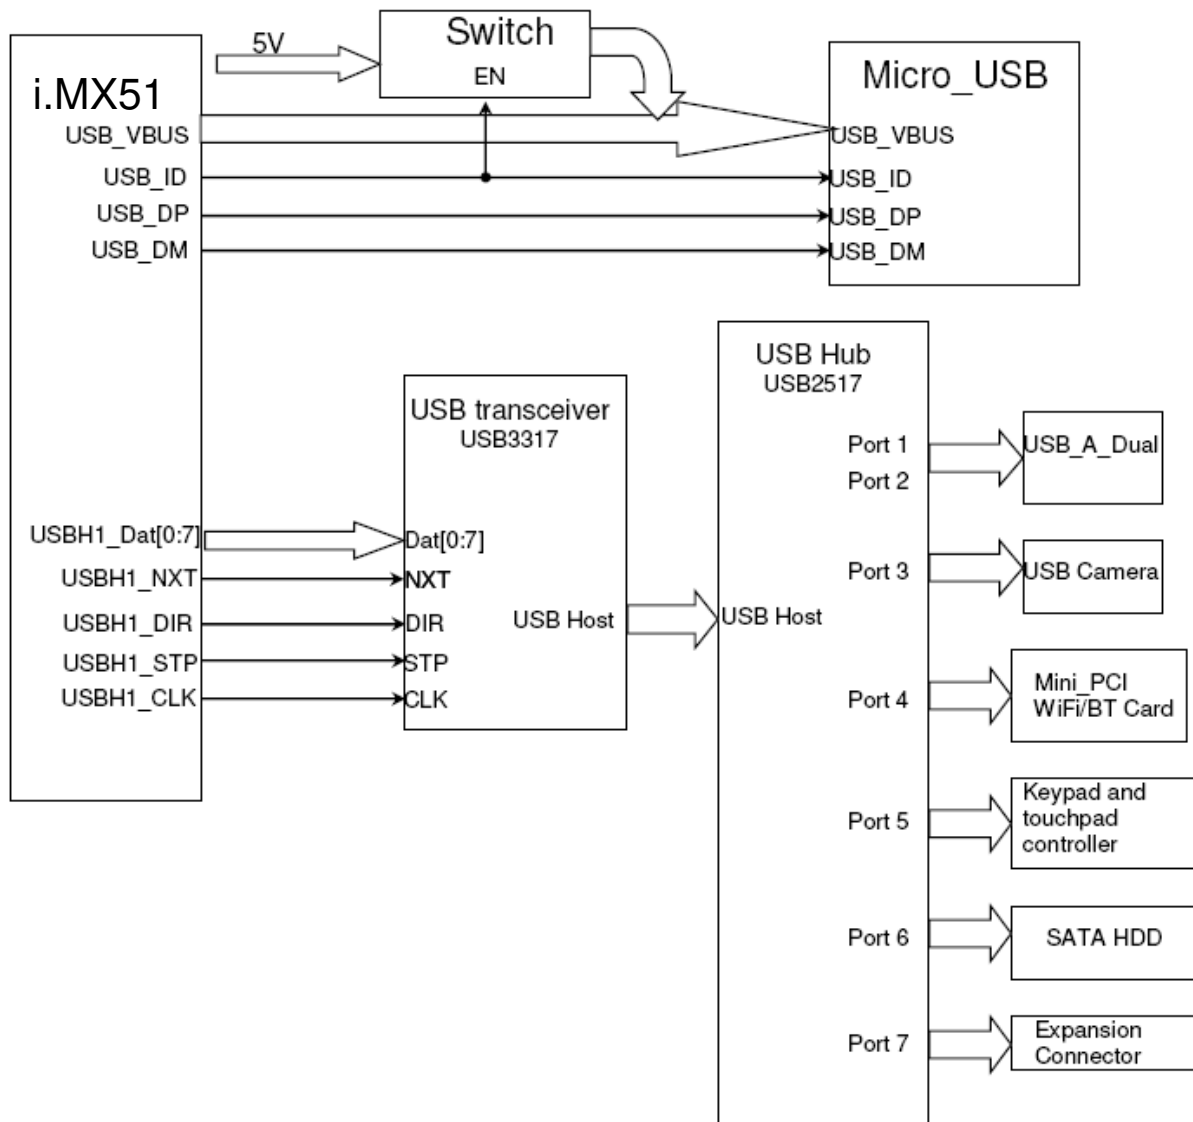 i.MX51
USB_VBUS
USB_ID
USB_DP
USB_DM
USBH1_Dat[0:7]
USBH1_NXT
USBH1_DIR
USBH1_STP
USBH1_CLK
5V
Switch
EN
Micro_USB
USB_VBUS
USB_ID
USB_DP
USB_DM
USB transceiver
USB3317
Dat[0:7]
NXT
DIR
STP
CLK
USB Host
USB Hub
USB2517
USB Host
Port 1
Port 2
Port 3
Port 4
Port 5
Port 6
Port 7
USB_A_Dual
USB Camera
Mini_PCI
WiFi/BT Card
Keypad and
touchpad
controller
SATA HDD
Expansion
Connector